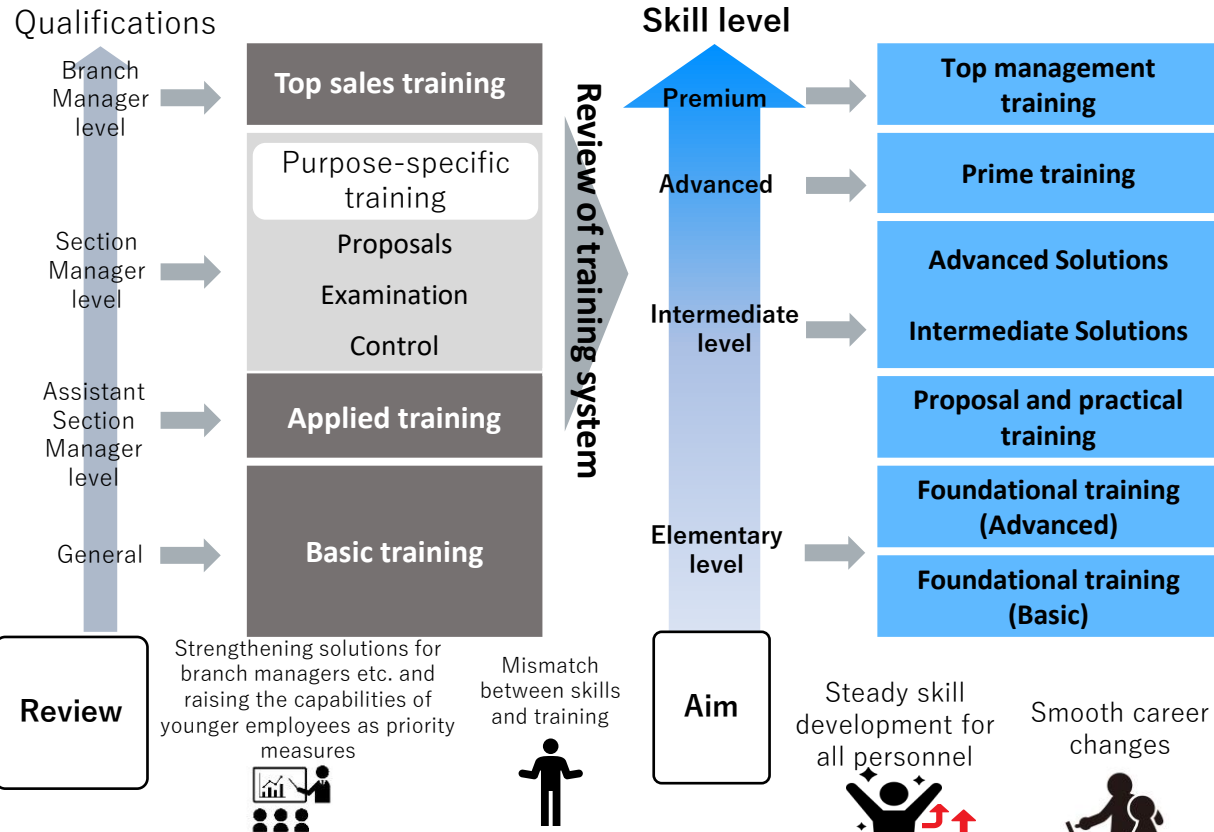 Qualifications
Branch
Manager
level
Section
Manager
level
Assistant
Section
Manager
level
General
Top sales training
Purpose-specific
training
Proposals
Examination
Control
Applied training
Basic training
Review of training system
Skill level
Premium
Advanced
Intermediate
level
Elementary
level
Top management
training
Prime training
Advanced Solutions
Intermediate Solutions
Proposal and practical
training
Foundational training
(Advanced)
Foundational training
(Basic)
Review
Strengthening solutions for
branch managers etc. and
raising the capabilities of
younger employees as priority
measures
Mismatch
between skills
and training
Aim
Steady skill
development for
all personnel
Smooth career
changes